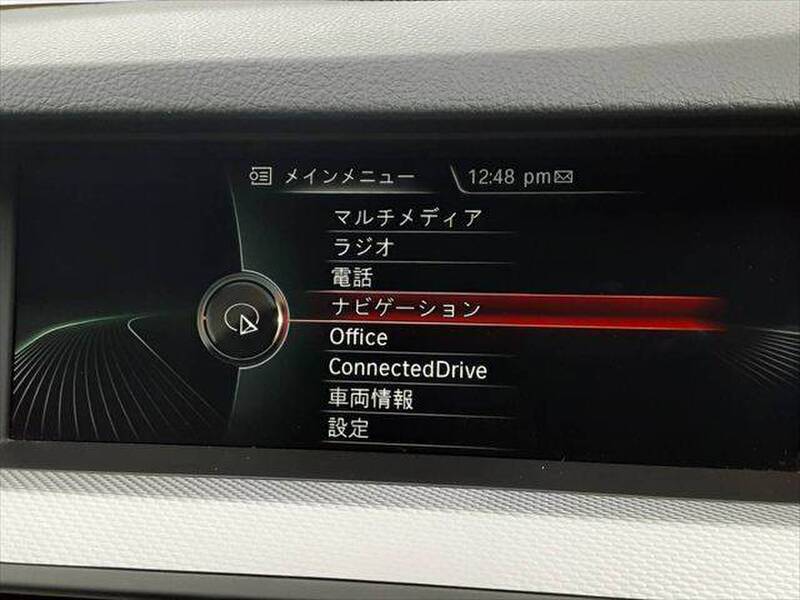 メインメニュー 12:48 pm
マルチメディア
ラジオ
電話
ナビゲーション
Office
ConnectedDrive
車両情報
設定